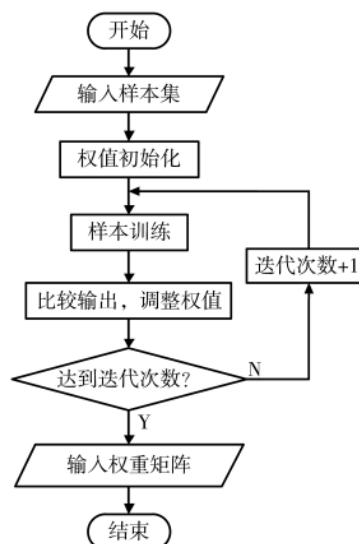 开始
输入样本集
权值初始化
样本训练
迭代次数+1
比较输出，调整权值
达到迭代次数?
N
Y
输入权重矩阵
结束